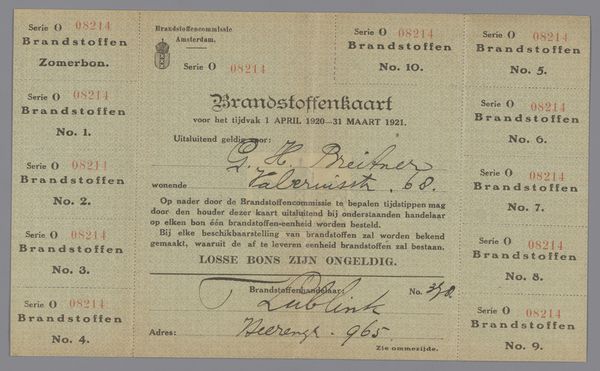 Serie O 08214
Brandstoffen
Zomerbon.
Serie O 08214
Brandstoffen
No. 1.
Serie O 08214
Brandstoffen
No. 2.
Serie O 08214
Brandstoffen
No. 3.
Serie O 08214
Brandstoffen
No. 4.
Brandstoffencommissie
Amsterdam.
Serie O 08214
Brandstoffenkaart
voor het tijdvak 1 APRIL 1920—31 MAART 1921.
Uitsluitend geldig voor:
G. H. Breitner
wonende 68.
Op nader door de Brandstoffencommissie te bepalen tijdstippen mag
door den houder dezer kaart uitsluitend bij onderstaanden handelaar
op elken bon één brandstoffen-eenheid worden besteld.
Bij elke beschikbaarstelling van brandstoffen zal worden bekend
gemaakt, waaruit de af te leveren eenheid brandstoffen zal bestaan.
LOSSE BONS ZIJN ONGELDIG.
Brandstoffenhandelaar: No.
Lublink
Adres: Heerengr. 965
Zie ommezijde.
Serie O 08214
Brandstoffen
No. 10.
Serie O 08214
Brandstoffen
No. 5.
Serie O 08214
Brandstoffen
No. 6.
Serie O 08214
Brandstoffen
No. 7.
Serie O 08214
Brandstoffen
No. 8.
Serie O 08214
Brandstoffen
No. 9.